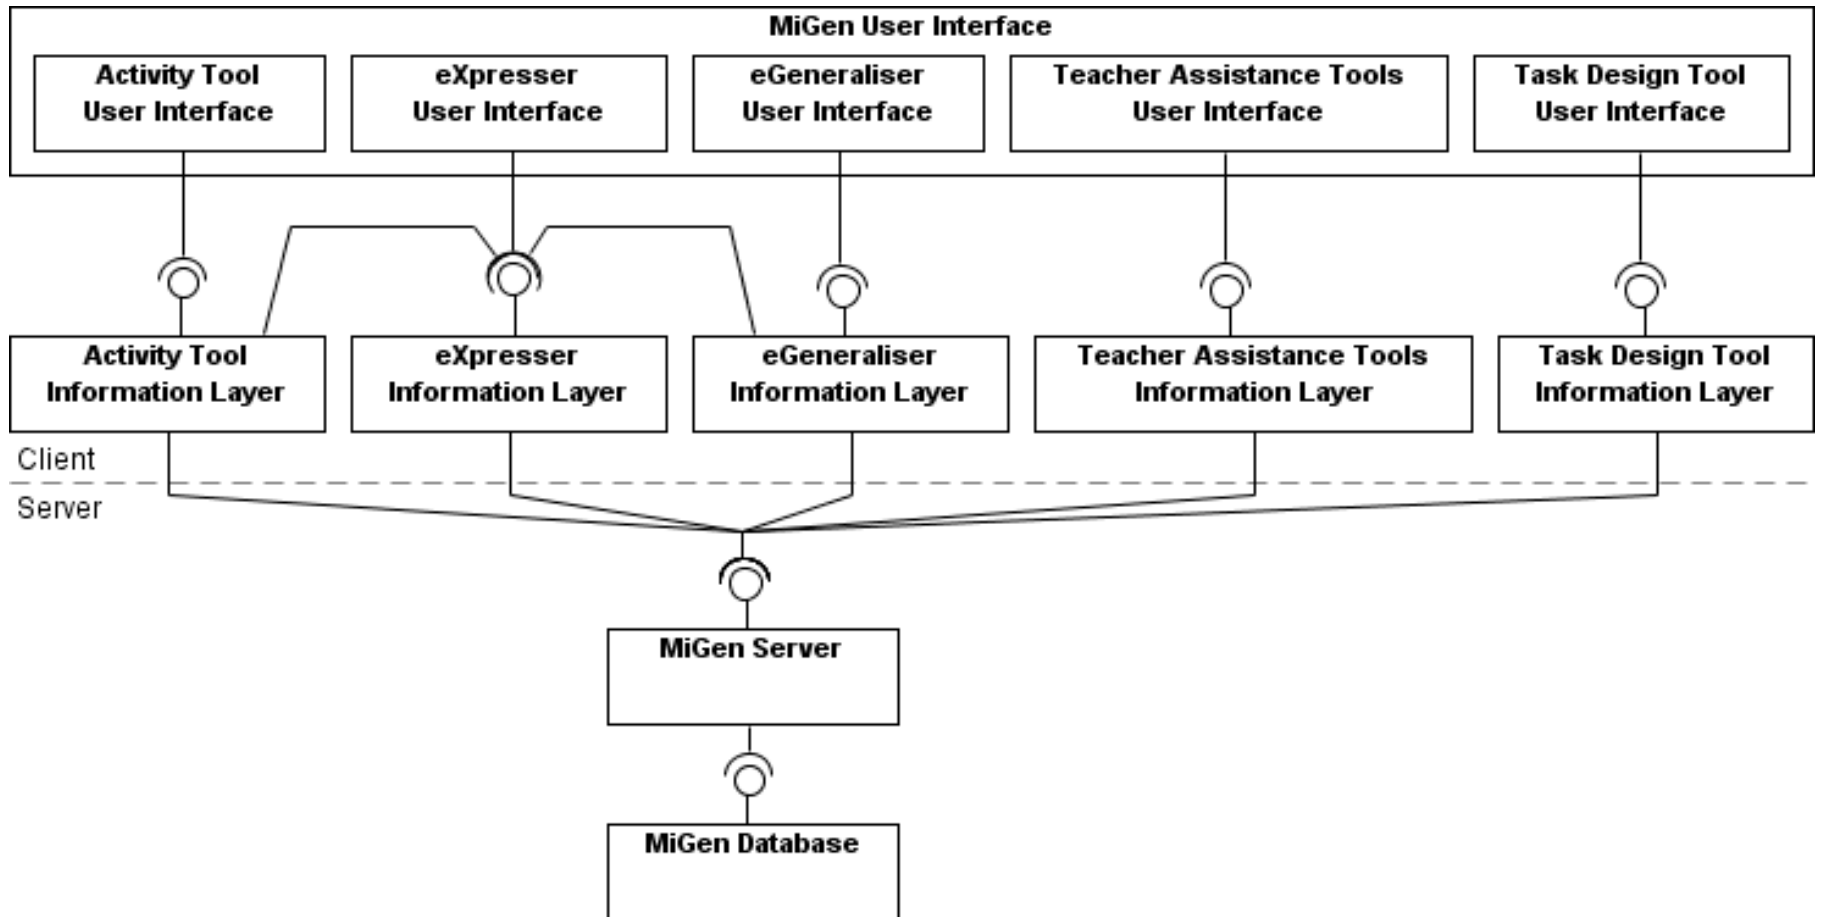 MiGen User Interface
Activity Tool
User Interface
eXpresser
User Interface
eGeneraliser
User Interface
Teacher Assistance Tools
User Interface
Task Design Tool
User Interface
Activity Tool
Information Layer
eXpresser
Information Layer
eGeneraliser
Information Layer
Teacher Assistance Tools
Information Layer
Task Design Tool
Information Layer
Client
Server
MiGen Server
MiGen Database